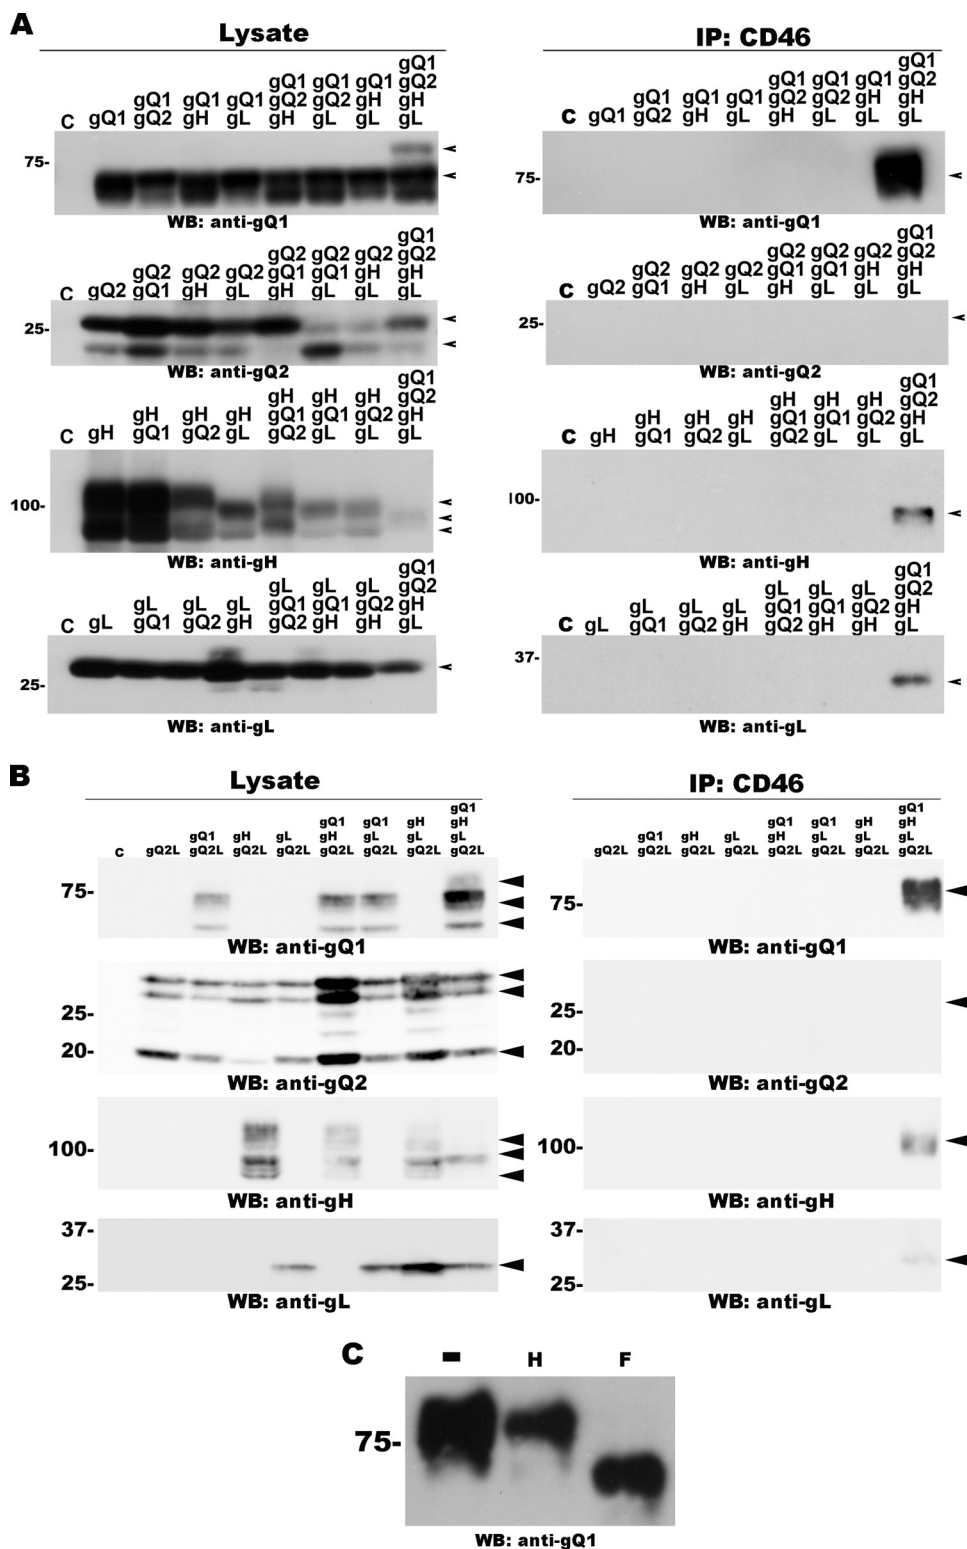 A
Lysate
IP: CD46
C gQ1 gQ1 gQ2 gQ1 gH gQ1 gL gQ1 gQ2 gH gQ1 gQ2 gL gQ1 gH gL gQ1 gQ2 gH gL
75-
WB: anti-gQ1
C gQ1 gQ1 gQ2 gQ1 gH gQ1 gL gQ1 gQ2 gH gQ1 gQ2 gL gQ1 gH gL gQ1 gQ2 gH gL
75-
WB: anti-gQ1
C gQ2 gQ2 gQ1 gQ2 gH gQ2 gL gQ2 gQ1 gH gQ2 gQ1 gL gQ2 gH gL gQ1 gQ2 gH gL
25-
WB: anti-gQ2
C gQ2 gQ2 gQ1 gQ2 gH gQ2 gL gQ2 gQ1 gH gQ2 gQ1 gL gQ2 gH gL gQ1 gQ2 gH gL
25-
WB: anti-gQ2
C gH gH gQ1 gH gQ2 gH gL gH gQ1 gQ2 gH gQ1 gL gH gQ2 gL gQ1 gQ2 gH gL
100-
WB: anti-gH
C gH gH gQ1 gH gQ2 gH gL gH gQ1 gQ2 gH gQ1 gL gH gQ2 gL gQ1 gQ2 gH gL
100-
WB: anti-gH
C gL gL gQ1 gL gQ2 gL gH gL gQ1 gQ2 gL gQ1 gH gL gQ2 gH gQ1 gQ2 gH gL
25-
WB: anti-gL
C gL gL gQ1 gL gQ2 gL gH gL gQ1 gQ2 gL gQ1 gH gL gQ2 gH gQ1 gQ2 gH gL
37-
WB: anti-gL
B
Lysate
IP: CD46
C gQ2L gQ1 gQ2L gH gQ2L gL gQ2L gQ1 gH gQ2L gQ1 gL gQ2L gH gL gQ2L gQ1 gH gL gQ2L
75-
WB: anti-gQ1
25-
20-
WB: anti-gQ2
100-
WB: anti-gH
37-
25-
WB: anti-gL
gQ2L gQ1 gQ2L gH gQ2L gL gQ2L gQ1 gH gQ2L gQ1 gL gQ2L gH gL gQ2L gQ1 gH gL gQ2L
75-
WB: anti-gQ1
25-
20-
WB: anti-gQ2
100-
WB: anti-gH
37-
25-
WB: anti-gL
C
- H F
75-
WB: anti-gQ1